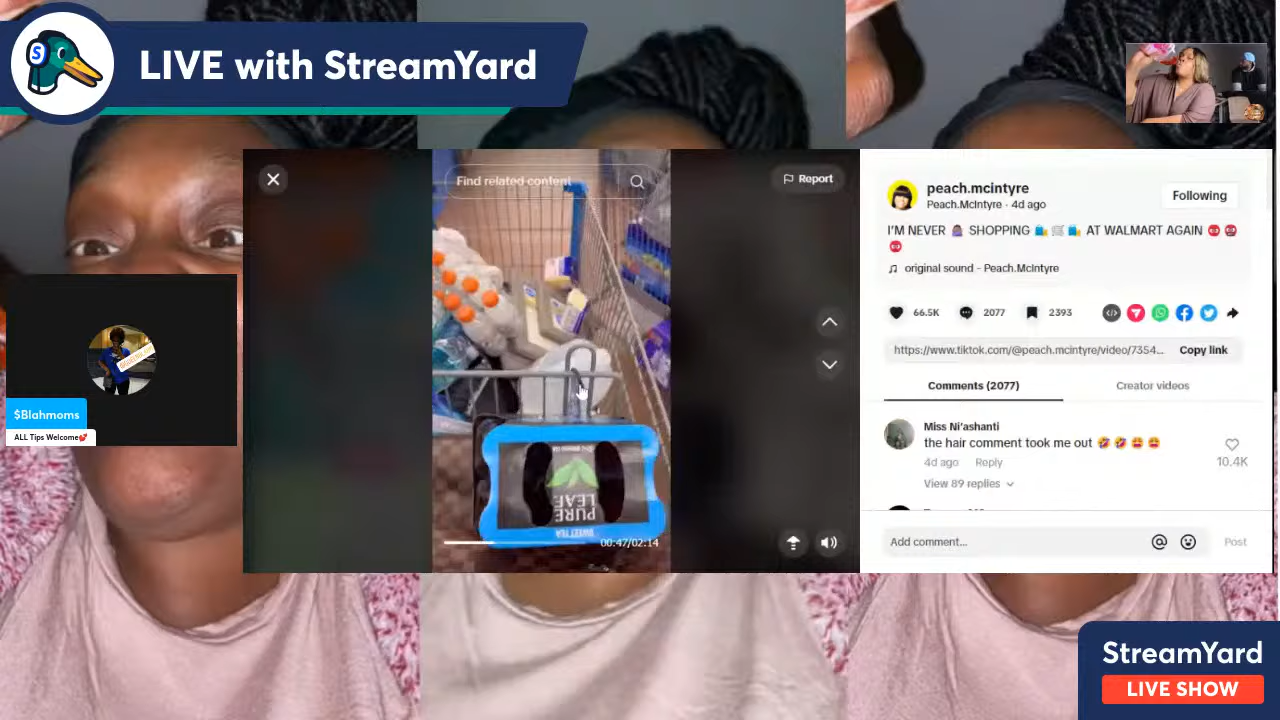 S
LIVE with StreamYard
Find related content
Report
peach.mcintyre
Peach.McIntyre · 4d ago
Following
I'M NEVER 🤷🏽‍♀️ SHOPPING 🛍️ 🛒 🛍️ AT WALMART AGAIN
original sound - Peach.McIntyre
66.5K
2077
2393
https://www.tiktok.com/@peach.mcintyre/video/7354...
Copy link
Comments (2077)
Creator videos
Miss Ni'ashanti
the hair comment took me out 🤣 🤣 😩 😩
4d ago
Reply
10.4K
View 89 replies
$Blahmoms
ALL Tips Welcome💕
PURE
LEAF
SWEET TEA
00:47/02:14
Add comment...
Post
StreamYard
LIVE SHOW